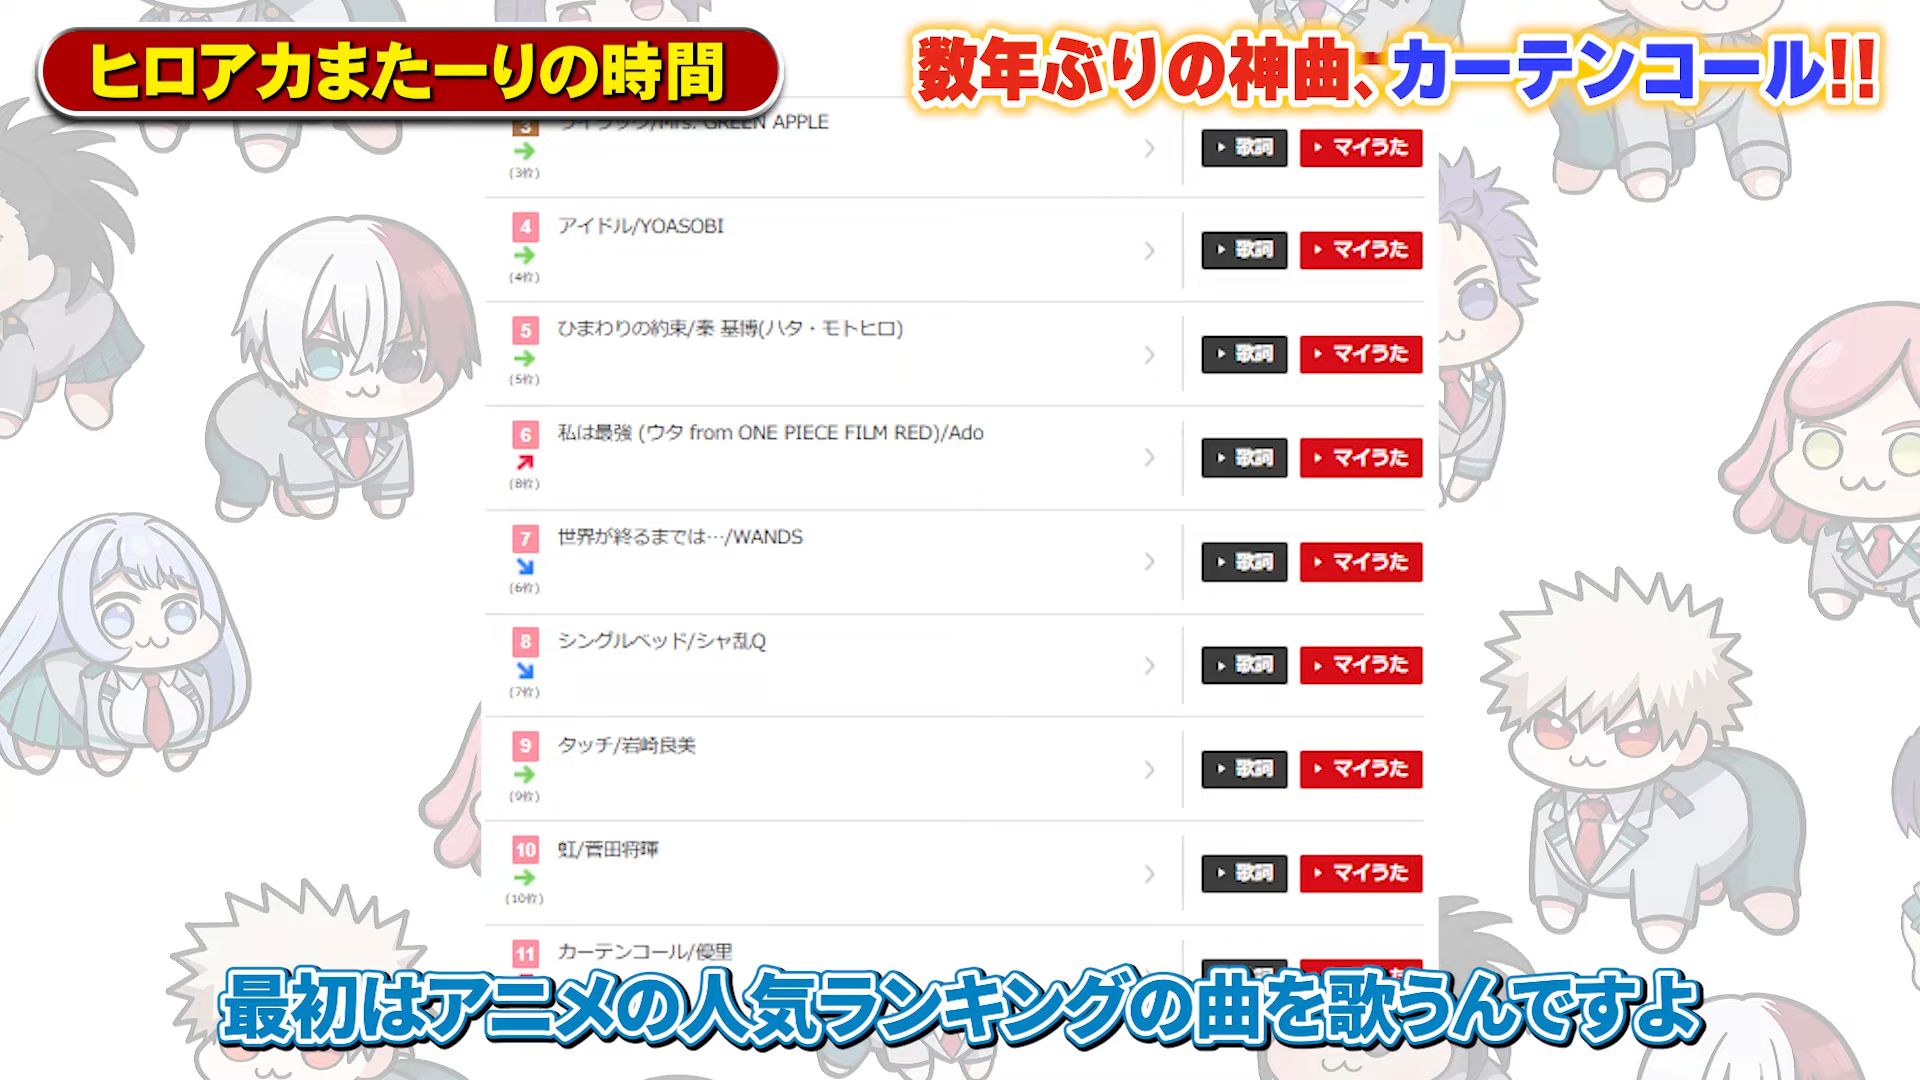 ヒロアカまたーりの時間
数年ぶりの神曲、カーテンコール!!
3
ライラック/Mrs. GREEN APPLE
(3位)
歌詞
マイうた
4
アイドル/YOASOBI
(4位)
歌詞
マイうた
5
ひまわりの約束/秦 基博(ハタ・モトヒロ)
(5位)
歌詞
マイうた
6
私は最強 (ウタ from ONE PIECE FILM RED)/Ado
(8位)
歌詞
マイうた
7
世界が終るまでは…/WANDS
(6位)
歌詞
マイうた
8
シングルベッド/シャ乱Q
(7位)
歌詞
マイうた
9
タッチ/岩崎良美
(9位)
歌詞
マイうた
10
虹/菅田将暉
(10位)
歌詞
マイうた
11
カーテンコール/優里
最初はアニメの人気ランキングの曲を歌うんですよ